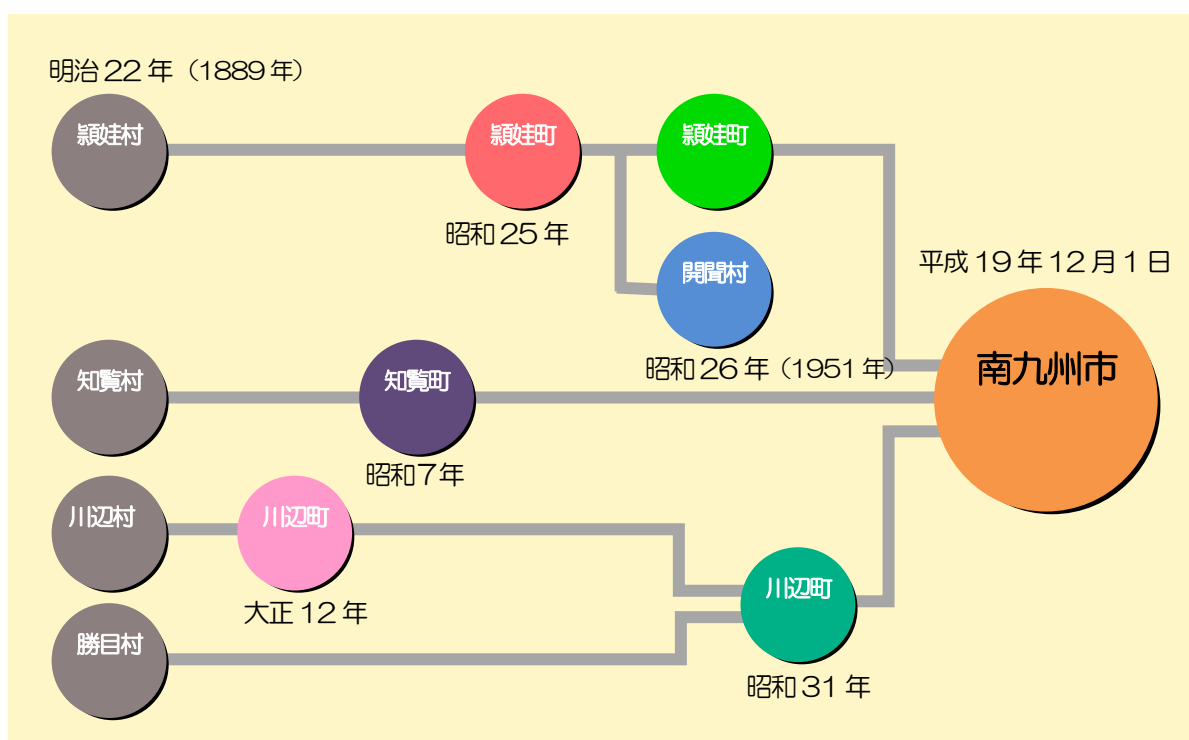 明治22年（1889年）
頴娃村
頴娃町
頴娃町
昭和25年
開聞村
平成19年12月1日
昭和26年（1951年）
南九州市
知覧村
知覧町
昭和7年
川辺村
川辺町
川辺町
大正12年
勝目村
昭和31年